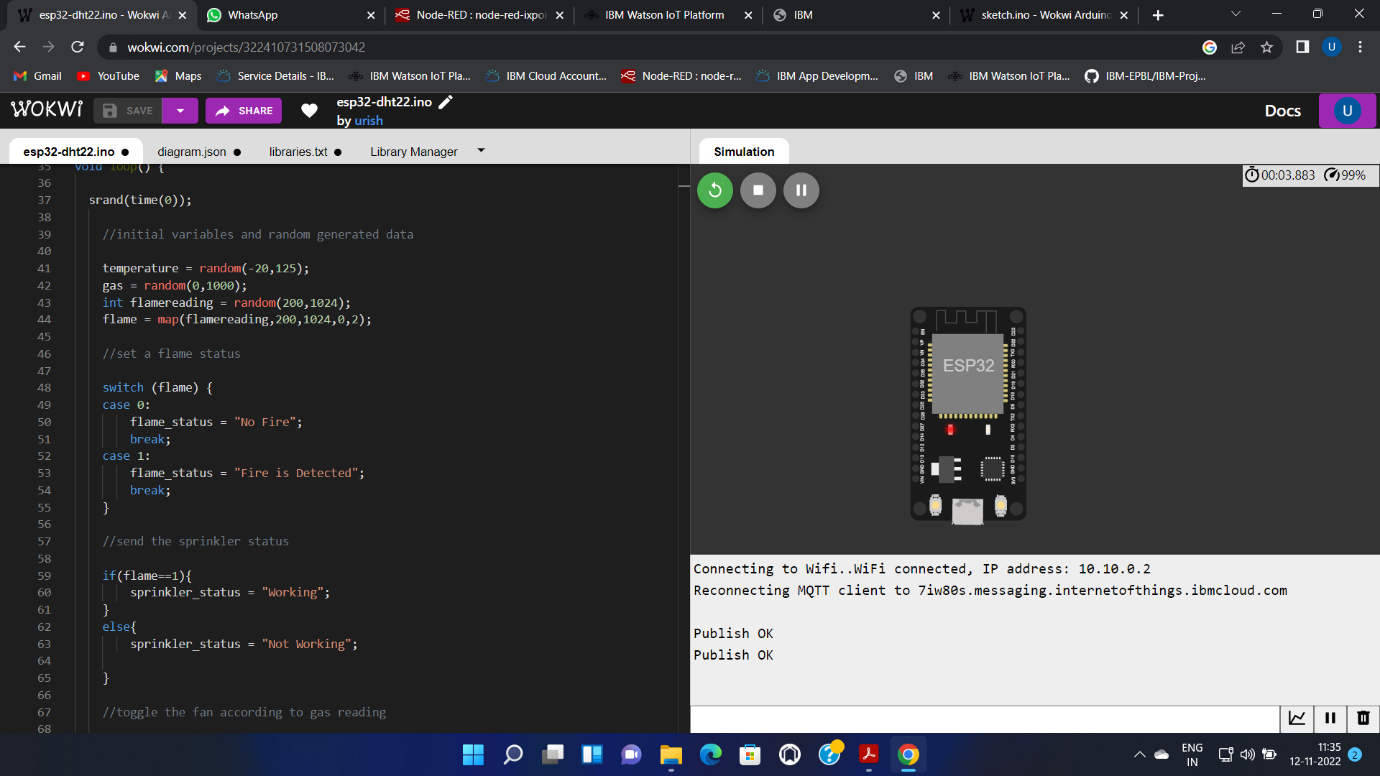 esp32-dht22.ino - Wokwi A
WhatsApp
Node-RED : node-red-ixpo
IBM Watson IoT Platform
IBM
sketch.ino - Wokwi Arduino
wokwi.com/projects/322410731508073042
U
Gmail
YouTube
Maps
Service Details - IB...
IBM Watson IoT Pla...
IBM Cloud Account...
Node-RED : node-r...
IBM App Developm...
IBM
IBM Watson IoT Pla...
IBM-EPBL/IBM-Proj...
WOKWi
SAVE
SHARE
esp32-dht22.ino
by urish
Docs
U
esp32-dht22.ino
diagram.json
libraries.txt
Library Manager
Simulation
35 void loop() {
36
37 srand(time(0));
38
39 //initial variables and random generated data
40
41 temperature = random(-20,125);
42 gas = random(0,1000);
43 int flamereading = random(200,1024);
44 flame = map(flamereading,200,1024,0,2);
45
46 //set a flame status
47
48 switch (flame) {
49 case 0:
50 flame_status = "No Fire";
51 break;
52 case 1:
53 flame_status = "Fire is Detected";
54 break;
55 }
56
57 //send the sprinkler status
58
59 if(flame==1){
60 sprinkler_status = "Working";
61 }
62 else{
63 sprinkler_status = "Not Working";
64
65 }
66
67 //toggle the fan according to gas reading
68
00:03.883 99%
ESP32
Connecting to Wifi..WiFi connected, IP address: 10.10.0.2
Reconnecting MQTT client to 7iw80s.messaging.internetofthings.ibmcloud.com
Publish OK
Publish OK
ENG
IN
11:35
12-11-2022
2